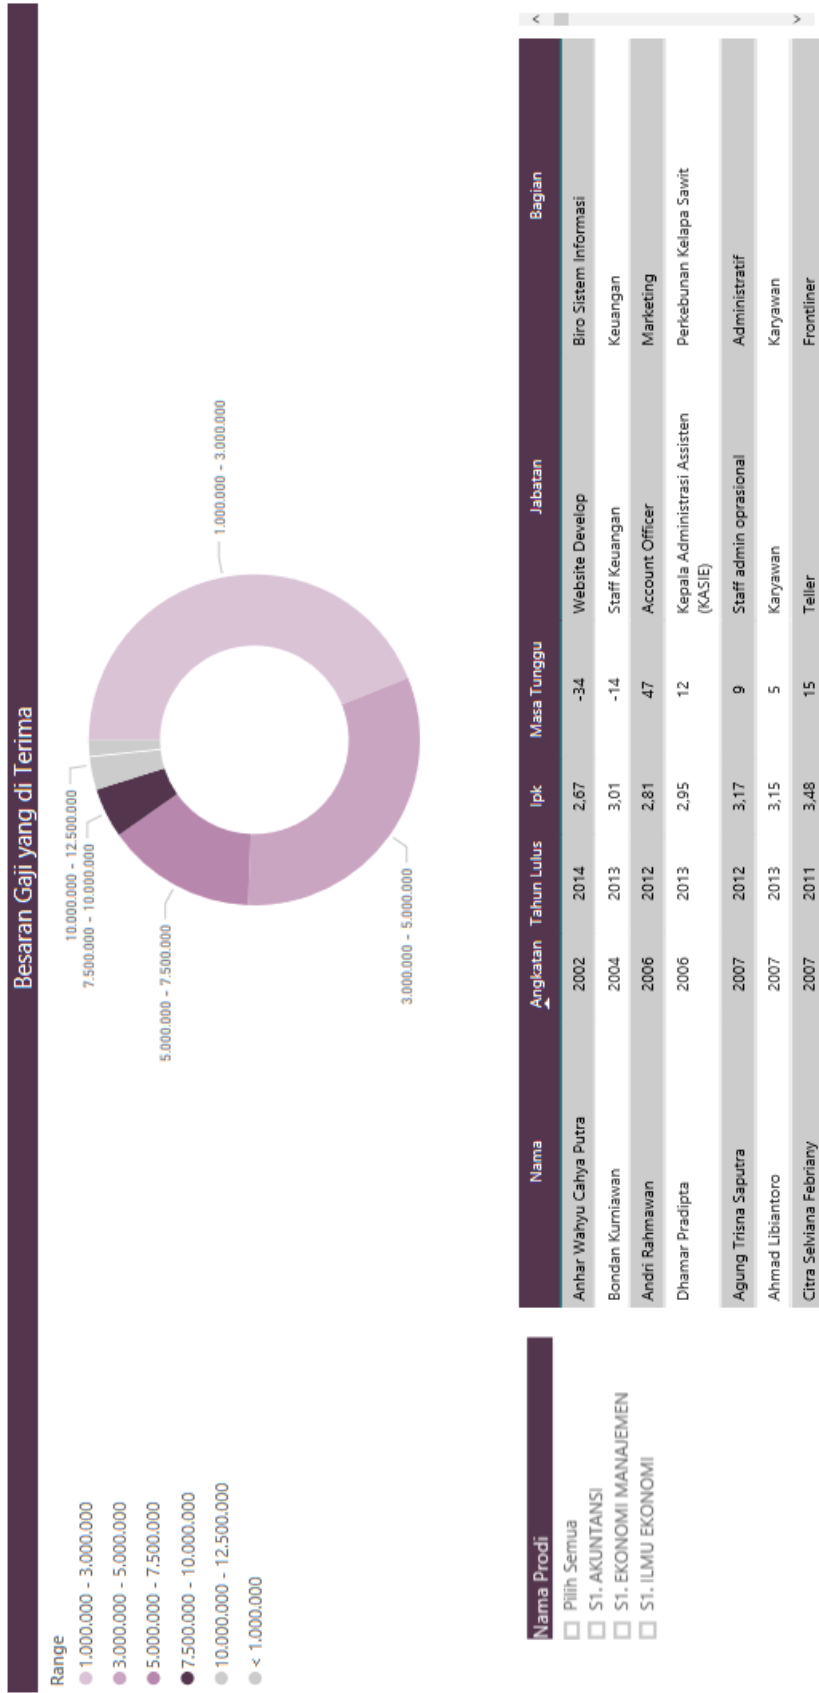 Besaran Gaji yang di Terima
Range
1.000.000 - 3.000.000
3.000.000 - 5.000.000
5.000.000 - 7.500.000
7.500.000 - 10.000.000
10.000.000 - 12.500.000
< 1.000.000
10.000.000 - 12.500.000
7.500.000 - 10.000.000
5.000.000 - 7.500.000
1.000.000 - 3.000.000
3.000.000 - 5.000.000
Nama Prodi
Pilih Semua
S1. AKUNTANSI
S1. EKONOMI MANAJEMEN
S1. ILMU EKONOMI
Nama Angkatan Tahun Lulus Ipk Masa Tunggu Jabatan Bagian
Anhar Wahyu Cahya Putra 2002 2014 2,67 -34 Website Develop Biro Sistem Informasi
Bondan Kurniawan 2004 2013 3,01 -14 Staff Keuangan Keuangan
Andri Rahmawan 2006 2012 2,81 47 Account Officer Marketing
Dhamar Pradipta 2006 2013 2,95 12 Kepala Administrasi Assisten Perkebunan Kelapa Sawit
(KASIE)
Agung Trisna Saputra 2007 2012 3,17 9 Staff admin oprasional Administratif
Ahmad Libiantoro 2007 2013 3,15 5 Karyawan Karyawan
Citra Selviana Febriany 2007 2011 3,48 15 Teller Frontliner